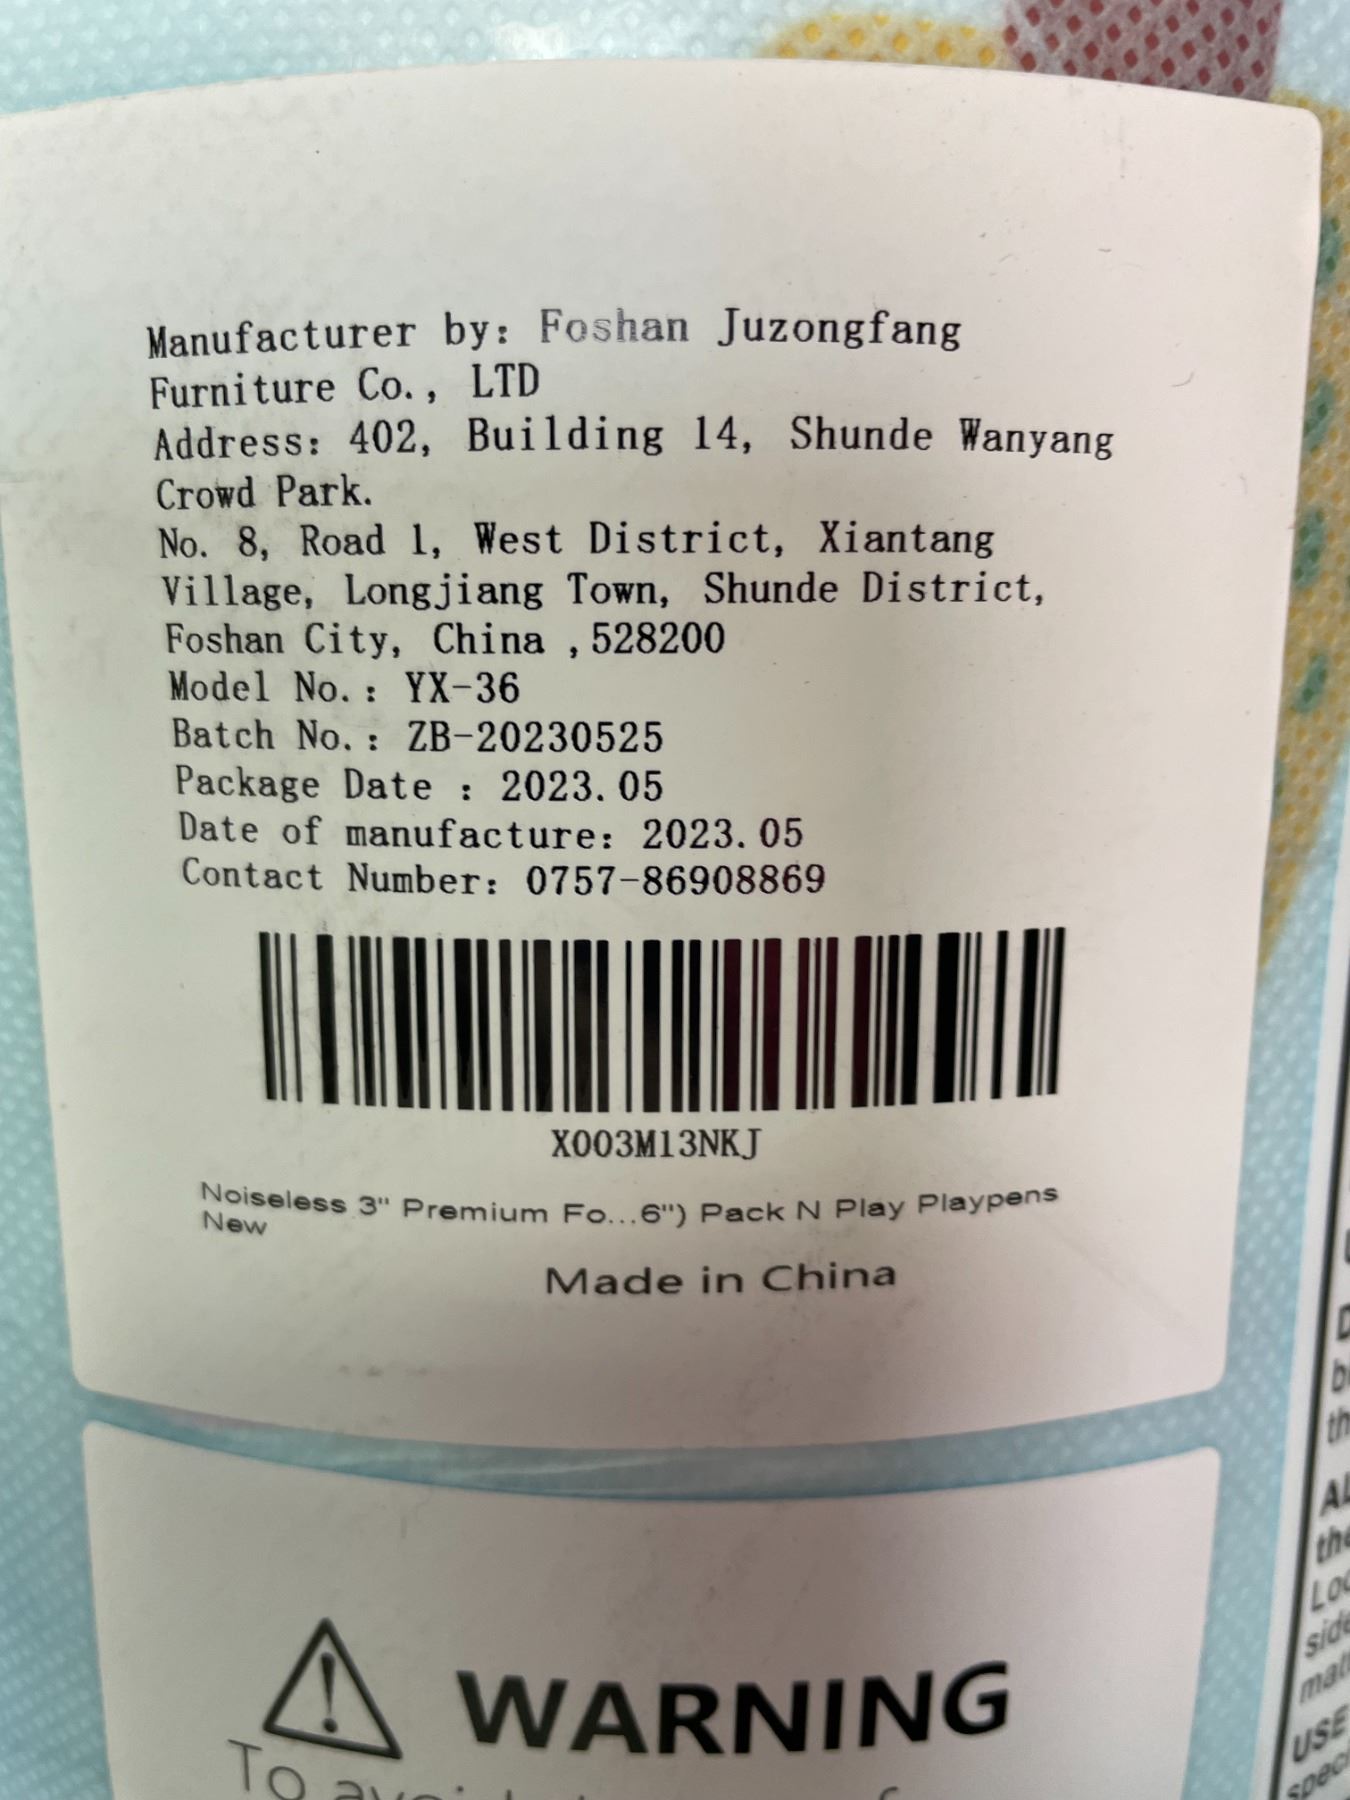 Manufacturer by: Foshan Juzongfang
Furniture Co., LTD
Address: 402, Building 14, Shunde Wanyang
Crowd Park.
No. 8, Road 1, West District, Xiantang
Village, Longjiang Town, Shunde District,
Foshan City, China ,528200
Model No.: YX-36
Batch No.: ZB-20230525
Package Date : 2023.05
Date of manufacture: 2023.05
Contact Number: 0757-86908869
X003M13NKJ
Noiseless 3" Premium Fo...6") Pack N Play Playpens
New
Made in China
WARNING
To
USE